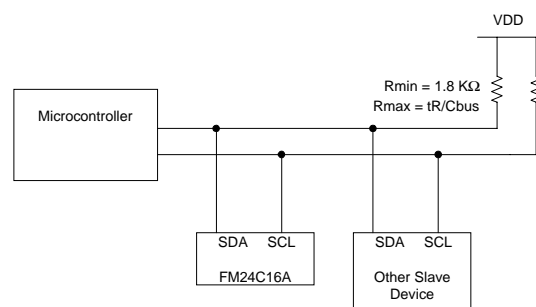 VDD
Rmin = 1.8 KΩ
Rmax = tR/Cbus
Microcontroller
SDA SCL
FM24C16A
SDA SCL
Other Slave
Device